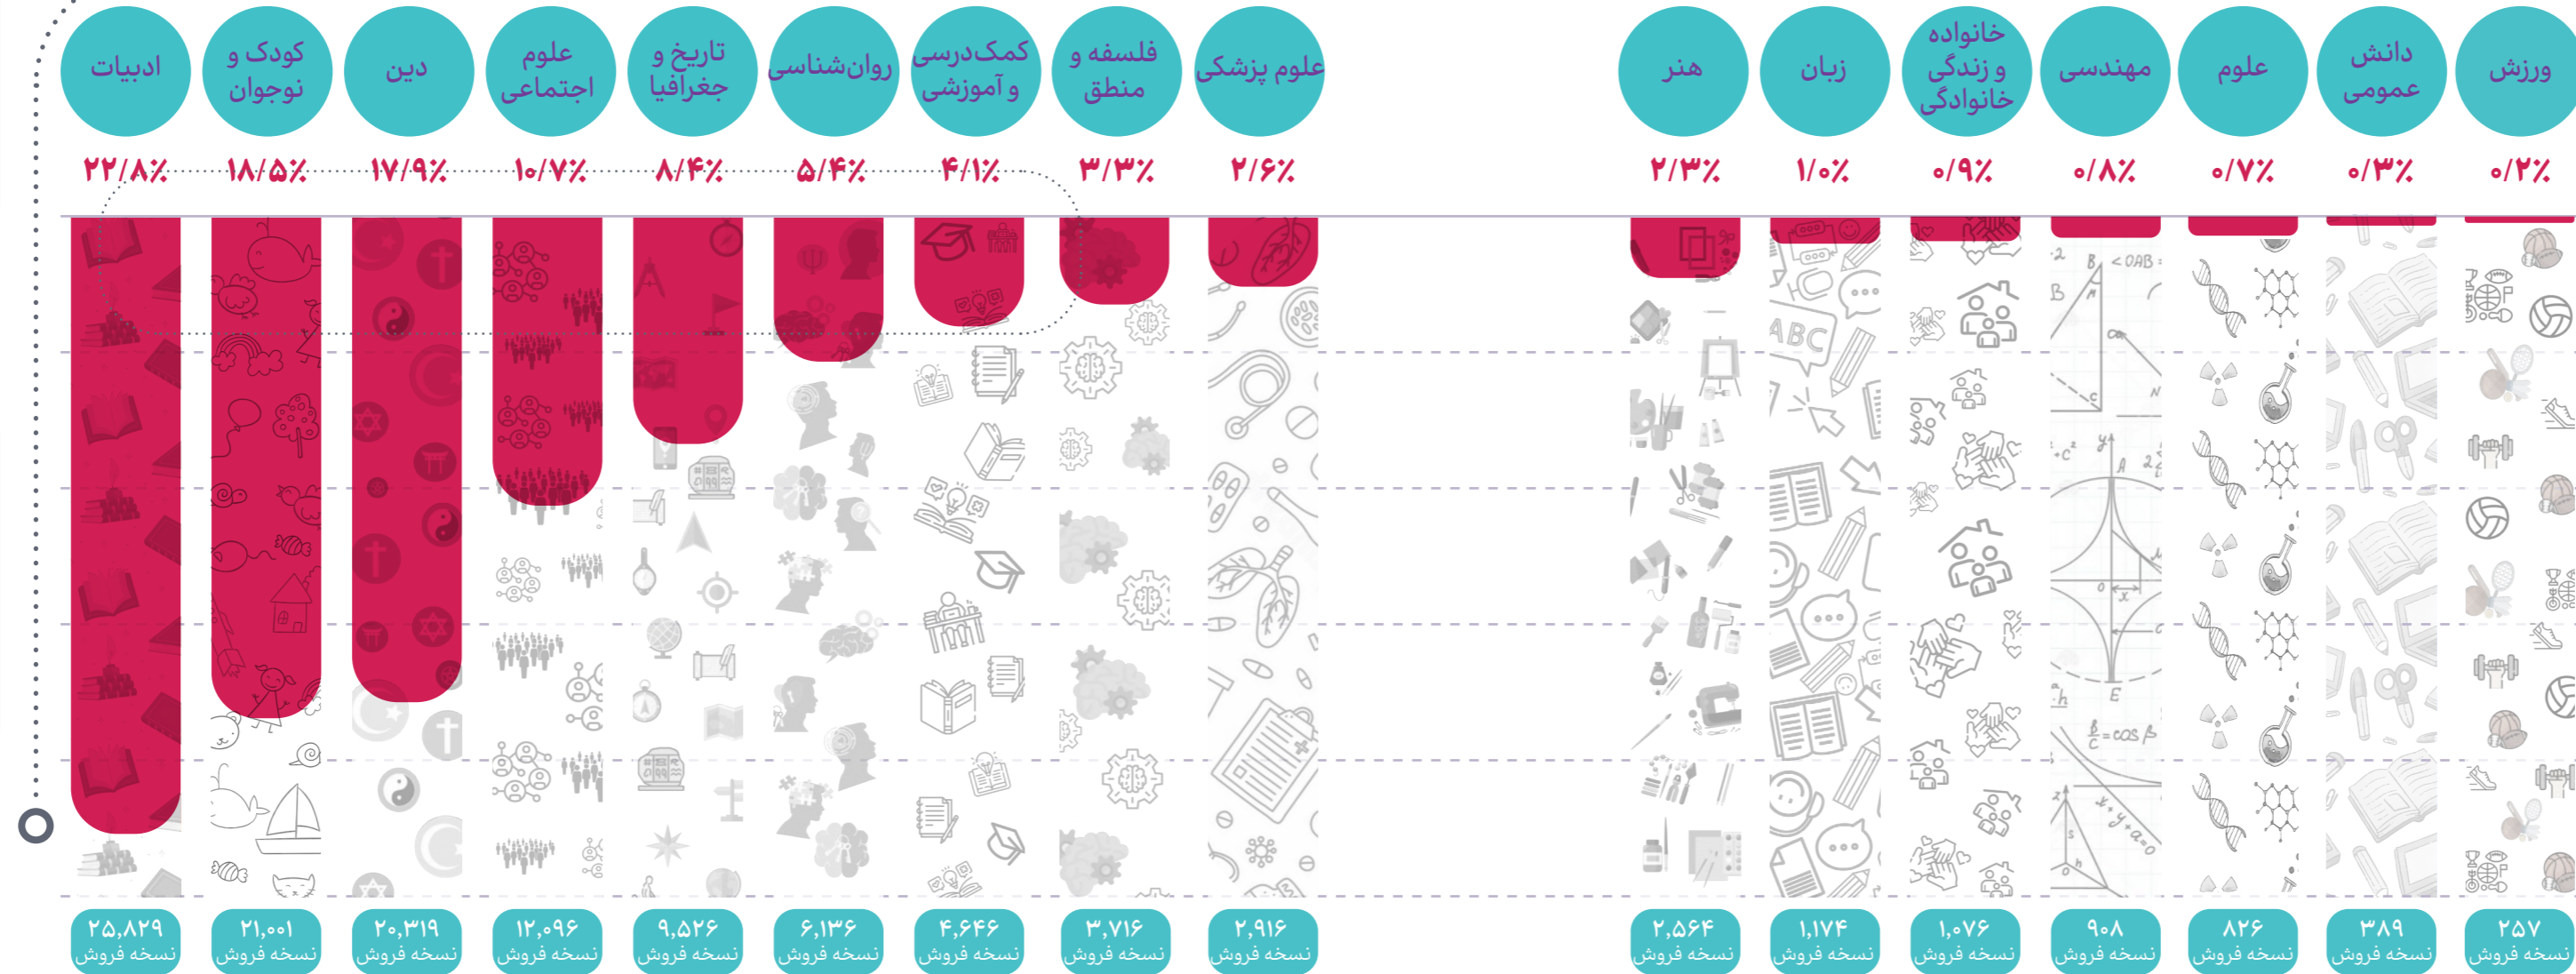 ادبیات
کودک و
نوجوان
دین
علوم
اجتماعی
تاریخ و
جغرافیا
روان‌شناسی
کمک‌درسی
و آموزشی
فلسفه و
منطق
علوم پزشکی
هنر
زبان
خانواده
و زندگی
خانوادگی
مهندسی
علوم
دانش
عمومی
ورزش
۲۲/۸٪
۱۸/۵٪
۱۷/۹٪
۱۰/۷٪
۸/۴٪
۵/۴٪
۴/۱٪
۳/۳٪
۲/۶٪
۲/۳٪
۱/۰٪
۰/۹٪
۰/۸٪
۰/۷٪
۰/۳٪
۰/۲٪
ABC
۲۵,۸۲۹
نسخه فروش
۲۱,۰۰۱
نسخه فروش
۲۰,۳۱۹
نسخه فروش
۱۲,۰۹۶
نسخه فروش
۹,۵۲۶
نسخه فروش
۶,۱۳۶
نسخه فروش
۴,۶۴۶
نسخه فروش
۳,۷۱۶
نسخه فروش
۲,۹۱۶
نسخه فروش
۲,۵۶۴
نسخه فروش
۱,۱۷۴
نسخه فروش
۱,۰۷۶
نسخه فروش
۹۰۸
نسخه فروش
۸۲۶
نسخه فروش
۳۸۹
نسخه فروش
۲۵۷
نسخه فروش